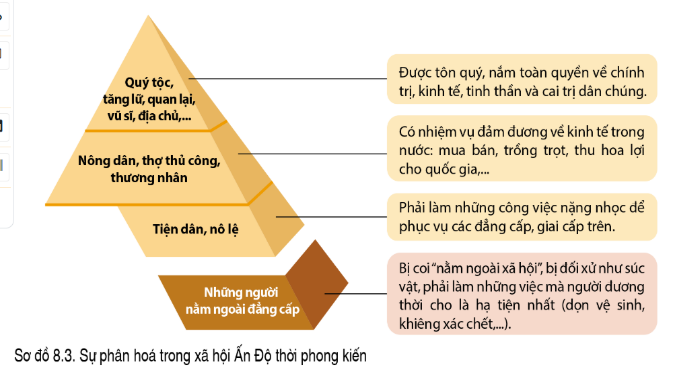 Quý tộc,
tăng lữ, quan lại,
vũ sĩ, địa chủ,...
Được tôn quý, nắm toàn quyền về chính
trị, kinh tế, tinh thần và cai trị dân chúng.
Nông dân, thợ thủ công,
thương nhân
Có nhiệm vụ đảm đương về kinh tế trong
nước: mua bán, trồng trọt, thu hoa lợi
cho quốc gia,...
Tiện dân, nô lệ
Phải làm những công việc nặng nhọc để
phục vụ các đẳng cấp, giai cấp trên.
Những người
nằm ngoài đẳng cấp
Bị coi “nằm ngoài xã hội”, bị đối xử như súc
vật, phải làm những việc mà người đương
thời cho là hạ tiện nhất (dọn vệ sinh,
khiêng xác chết,...).
Sơ đồ 8.3. Sự phân hoá trong xã hội Ấn Độ thời phong kiến